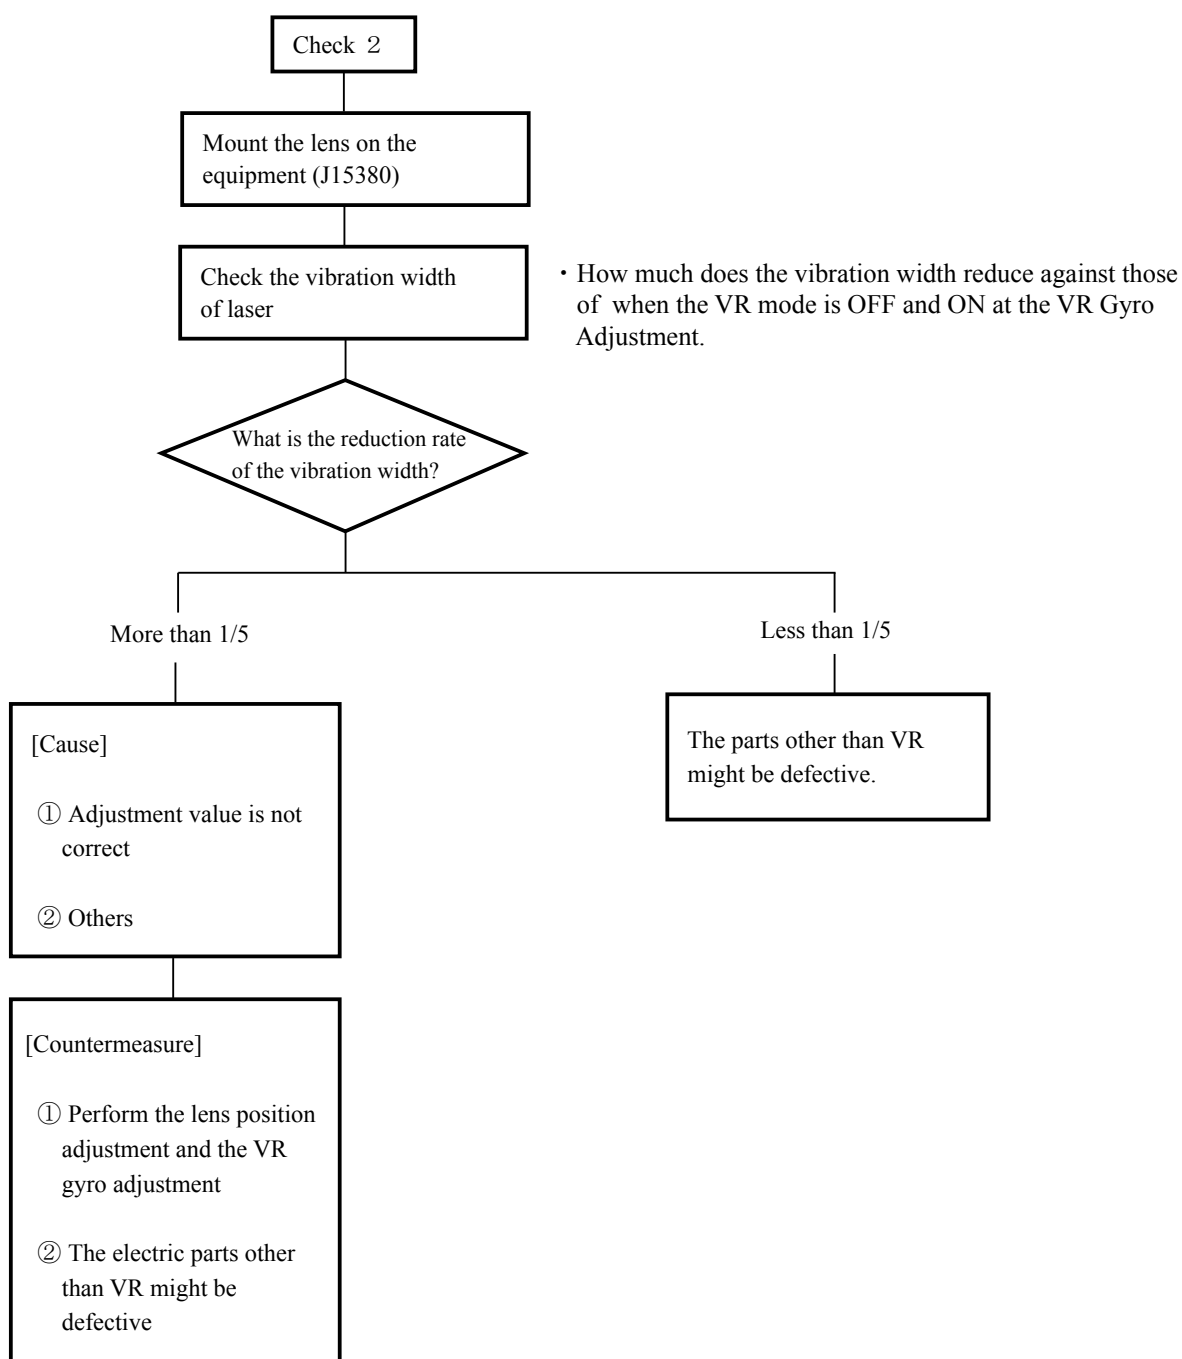 Check ２
Mount the lens on the
equipment (J15380)
Check the vibration width
of laser
・How much does the vibration width reduce against those
of when the VR mode is OFF and ON at the VR Gyro
Adjustment.
What is the reduction rate
of the vibration width?
More than 1/5
Less than 1/5
[Cause]
① Adjustment value is not
correct
② Others
The parts other than VR
might be defective.
[Countermeasure]
① Perform the lens position
adjustment and the VR
gyro adjustment
② The electric parts other
than VR might be
defective